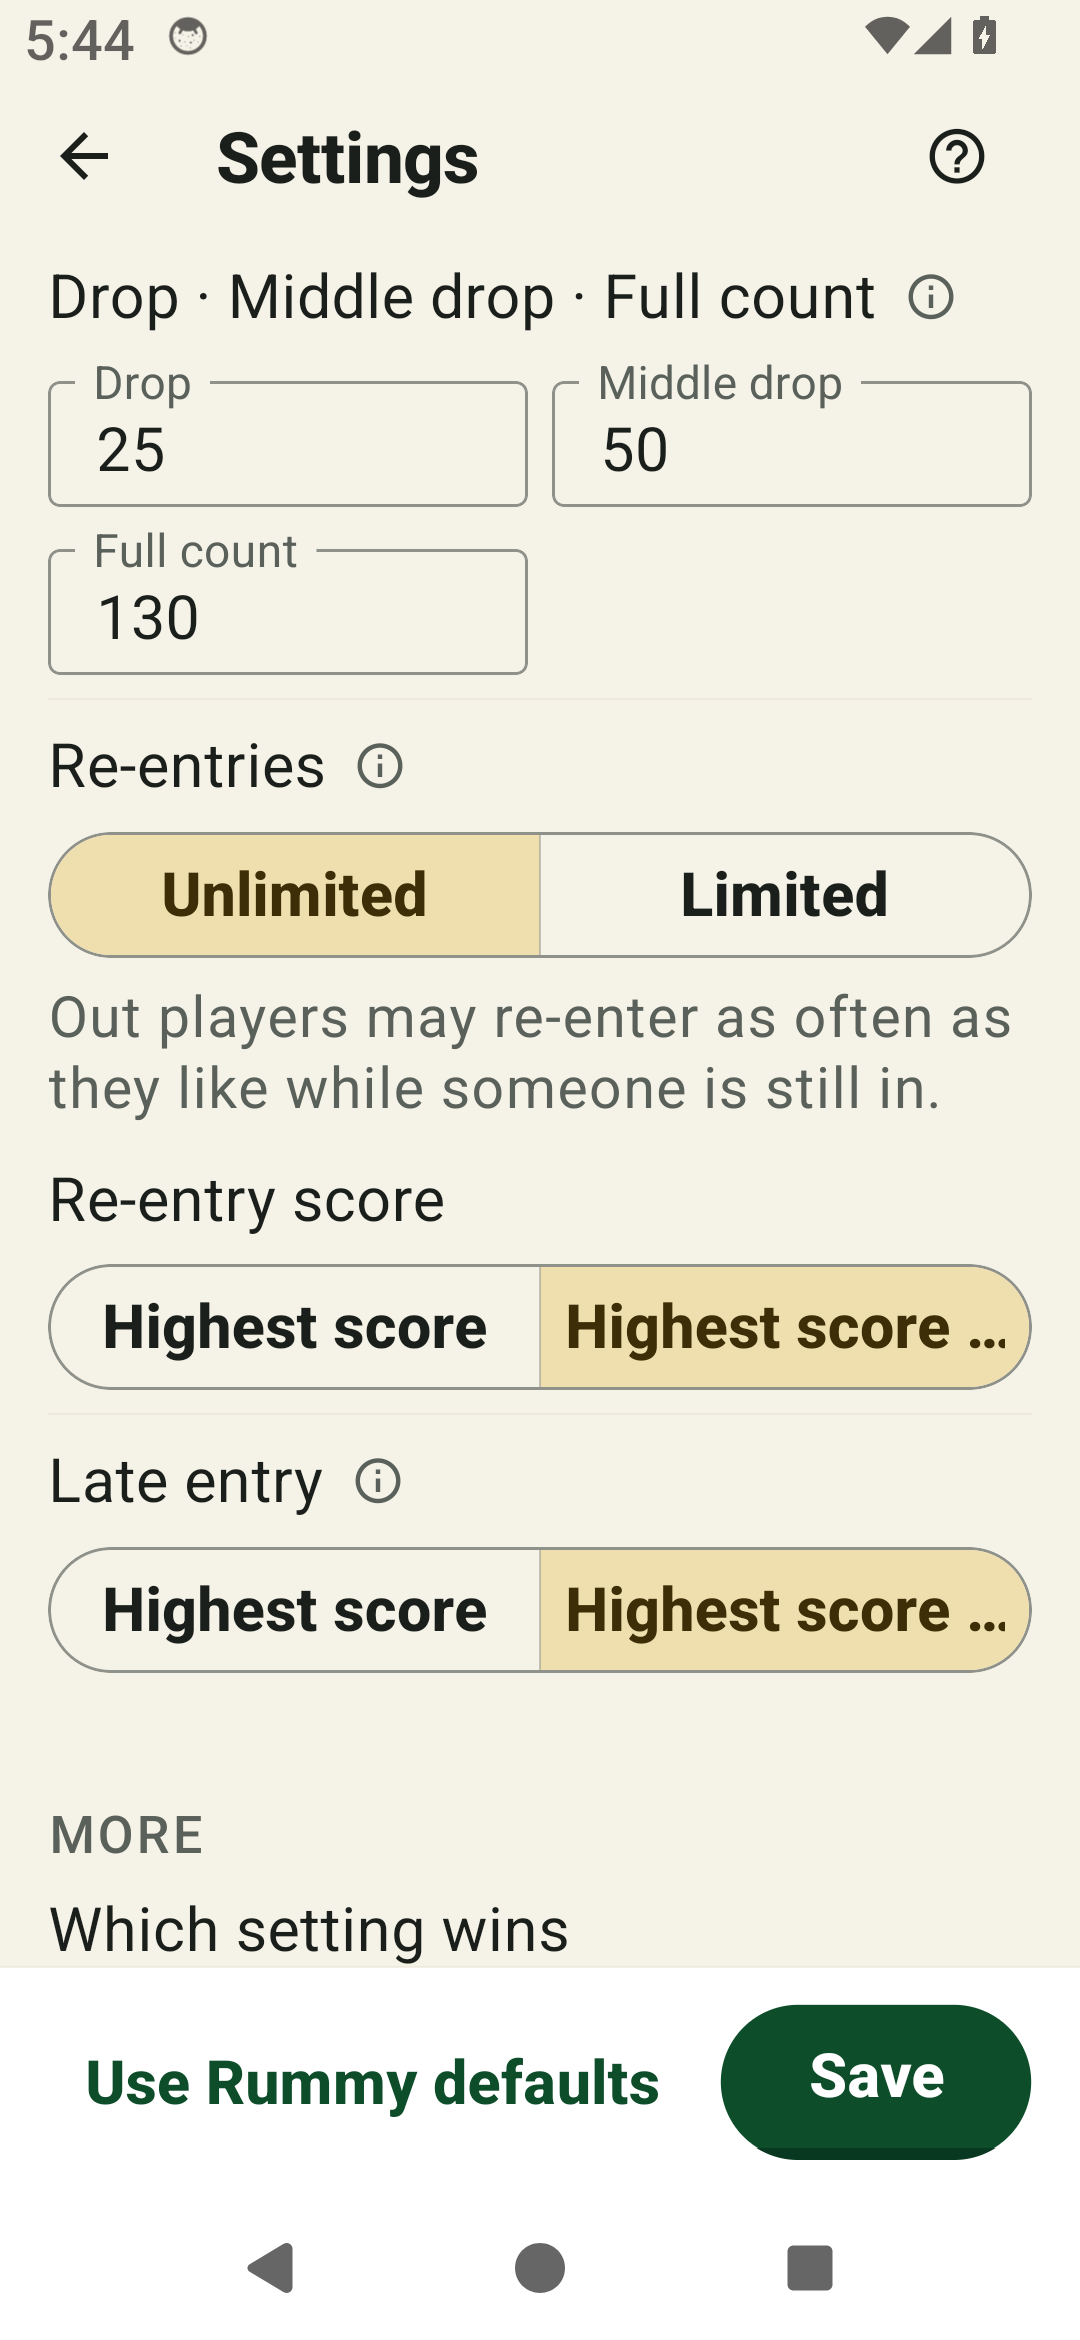 5:44
Settings
Drop · Middle drop · Full count
Drop
Middle drop
25
50
Full count
130
Re-entries
Unlimited
Limited
Out players may re-enter as often as
they like while someone is still in.
Re-entry score
Highest score
Highest score ...
Late entry
Highest score
Highest score ...
MORE
Which setting wins
Use Rummy defaults
Save